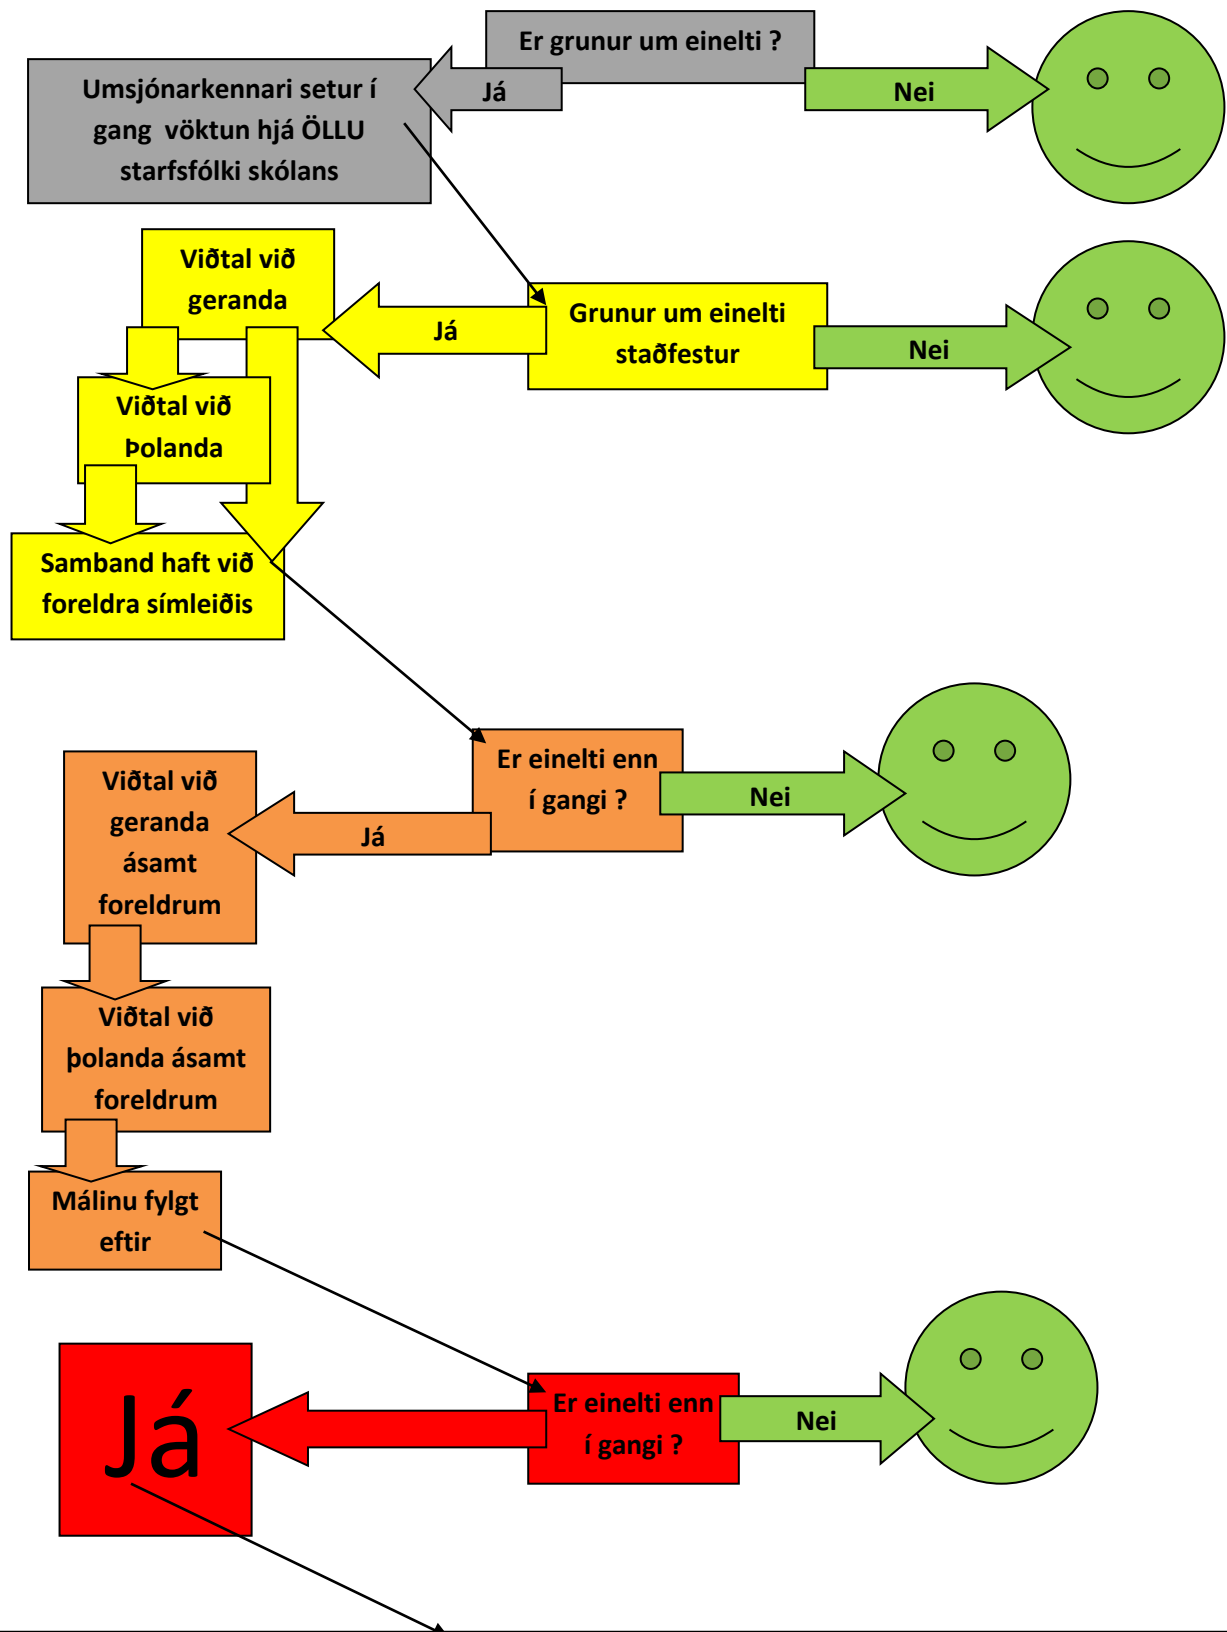 Er grunur um einelti ?
Já
Nei
Umsjónarkennari setur í
gang vöktun hjá ÖLLU
starfsfólki skólans
Viðtal við
geranda
Já
Grunur um einelti
staðfestur
Nei
Viðtal við
Þolanda
Samband haft við
foreldra símleiðis
Er einelti enn
í gangi ?
Nei
Já
Viðtal við
geranda
ásamt
foreldrum
Viðtal við
þolanda ásamt
foreldrum
Málinu fylgt
eftir
Er einelti enn
í gangi ?
Nei
Já